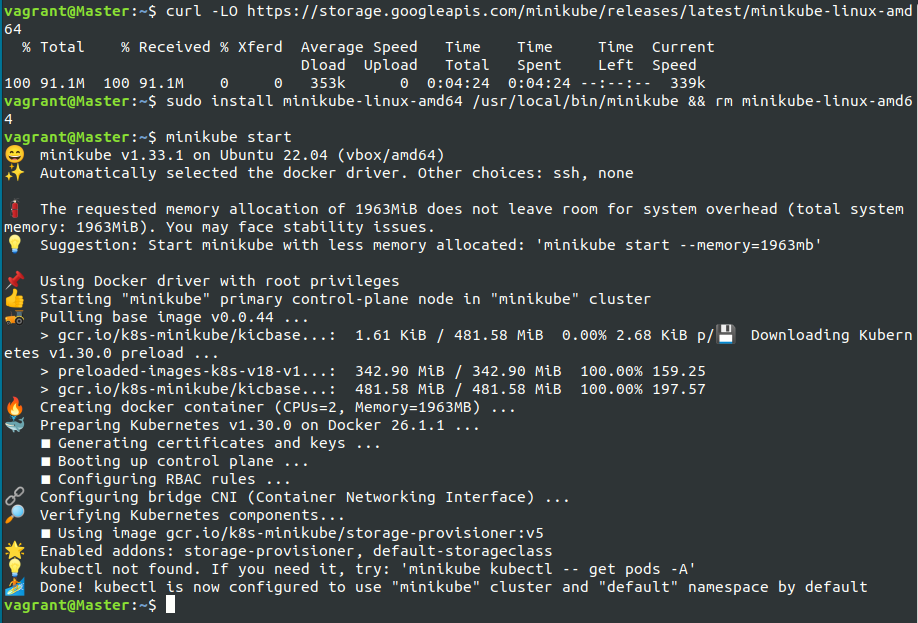 vagrant@Master:~$ curl -LO https://storage.googleapis.com/minikube/releases/latest/minikube-linux-amd
64
% Total % Received % Xferd Average Speed Time Time Time Current
Dload Upload Total Spent Left Speed
100 91.1M 100 91.1M 0 0 353k 0 0:04:24 0:04:24 --:--:-- 339k
vagrant@Master:~$ sudo install minikube-linux-amd64 /usr/local/bin/minikube && rm minikube-linux-amd6
4
vagrant@Master:~$ minikube start
😄 minikube v1.33.1 on Ubuntu 22.04 (vbox/amd64)
✨ Automatically selected the docker driver. Other choices: ssh, none
🧯 The requested memory allocation of 1963MiB does not leave room for system overhead (total system
memory: 1963MiB). You may face stability issues.
💡 Suggestion: Start minikube with less memory allocated: 'minikube start --memory=1963mb'
📌 Using Docker driver with root privileges
👍 Starting "minikube" primary control-plane node in "minikube" cluster
🚜 Pulling base image v0.0.44 ...
> gcr.io/k8s-minikube/kicbase...: 1.61 KiB / 481.58 MiB 0.00% 2.68 KiB p/💾 Downloading Kubern
etes v1.30.0 preload ...
> preloaded-images-k8s-v18-v1...: 342.90 MiB / 342.90 MiB 100.00% 159.25
> gcr.io/k8s-minikube/kicbase...: 481.58 MiB / 481.58 MiB 100.00% 197.57
🔥 Creating docker container (CPUs=2, Memory=1963MB) ...
🐳 Preparing Kubernetes v1.30.0 on Docker 26.1.1 ...
▪ Generating certificates and keys ...
▪ Booting up control plane ...
▪ Configuring RBAC rules ...
🔗 Configuring bridge CNI (Container Networking Interface) ...
🔎 Verifying Kubernetes components...
▪ Using image gcr.io/k8s-minikube/storage-provisioner:v5
🌟 Enabled addons: storage-provisioner, default-storageclass
💡 kubectl not found. If you need it, try: 'minikube kubectl -- get pods -A'
🏄 Done! kubectl is now configured to use "minikube" cluster and "default" namespace by default
vagrant@Master:~$